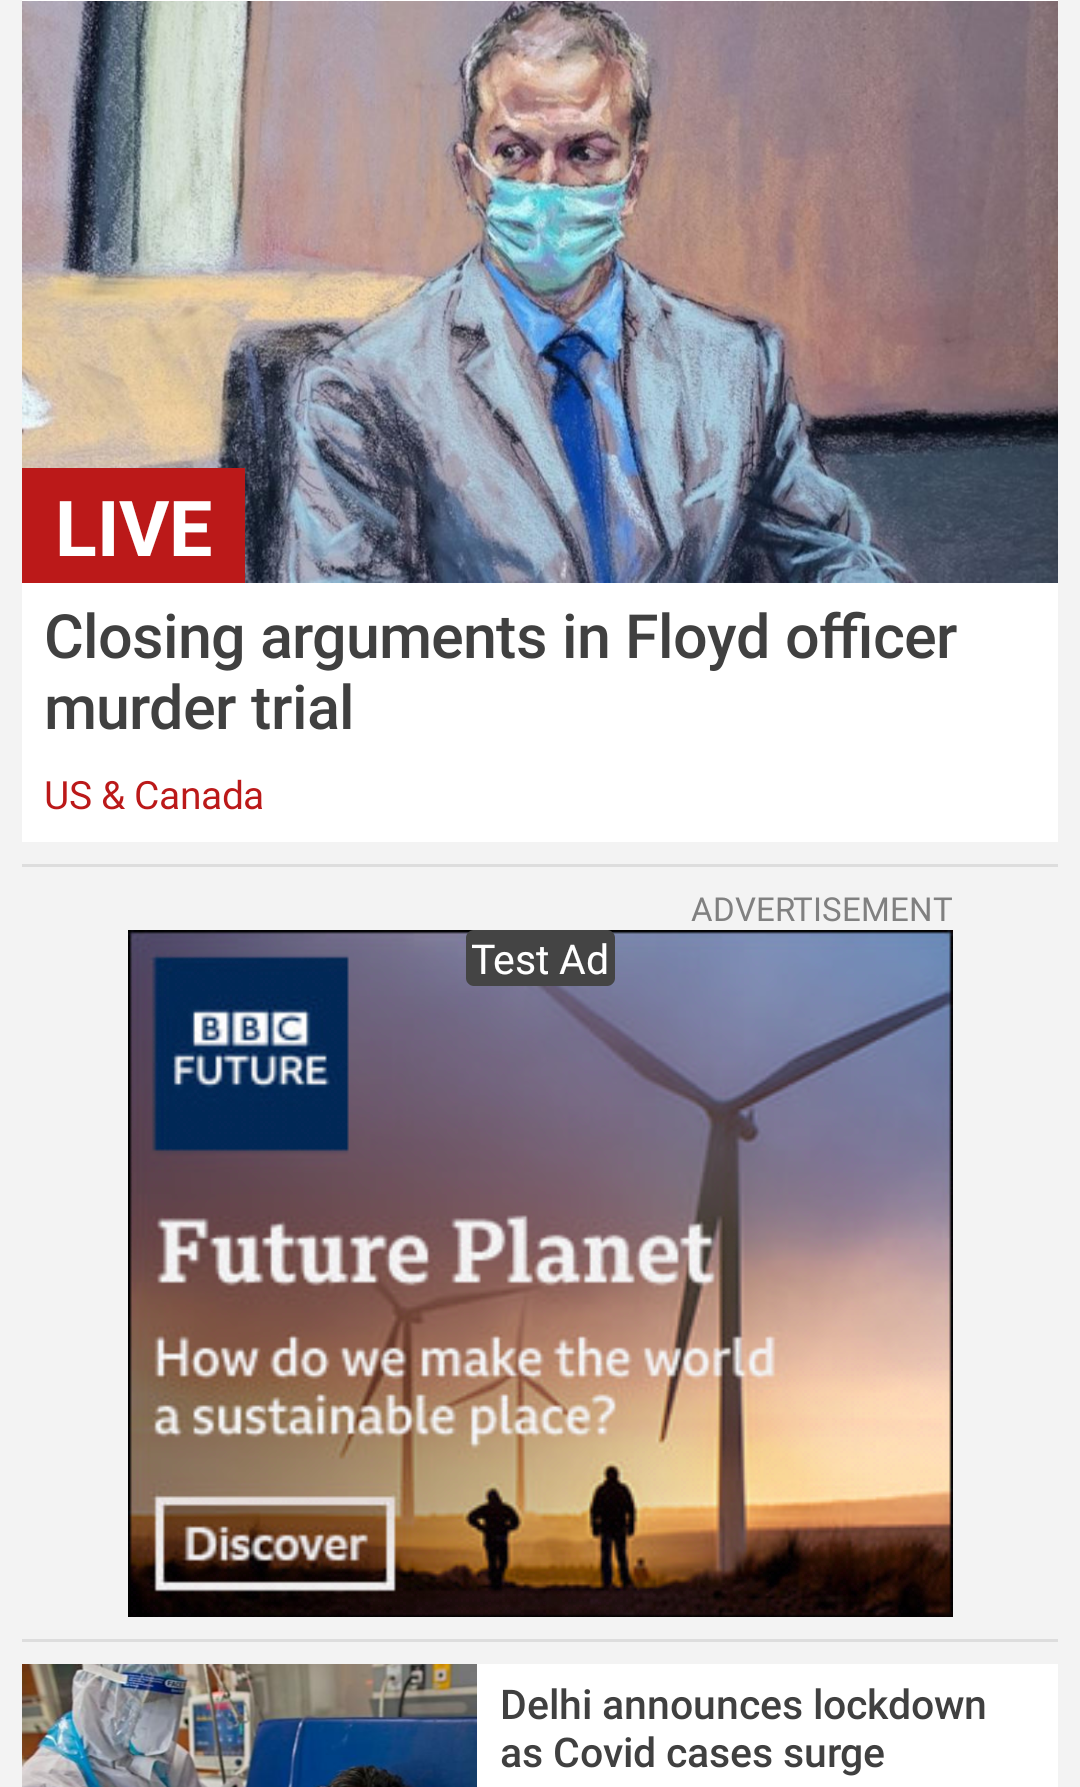 LIVE
Closing arguments in Floyd officer
murder trial
US & Canada
ADVERTISEMENT
Test Ad
BBC
FUTURE
Future Planet
How do we make the world
a sustainable place?
Discover
Delhi announces lockdown
as Covid cases surge